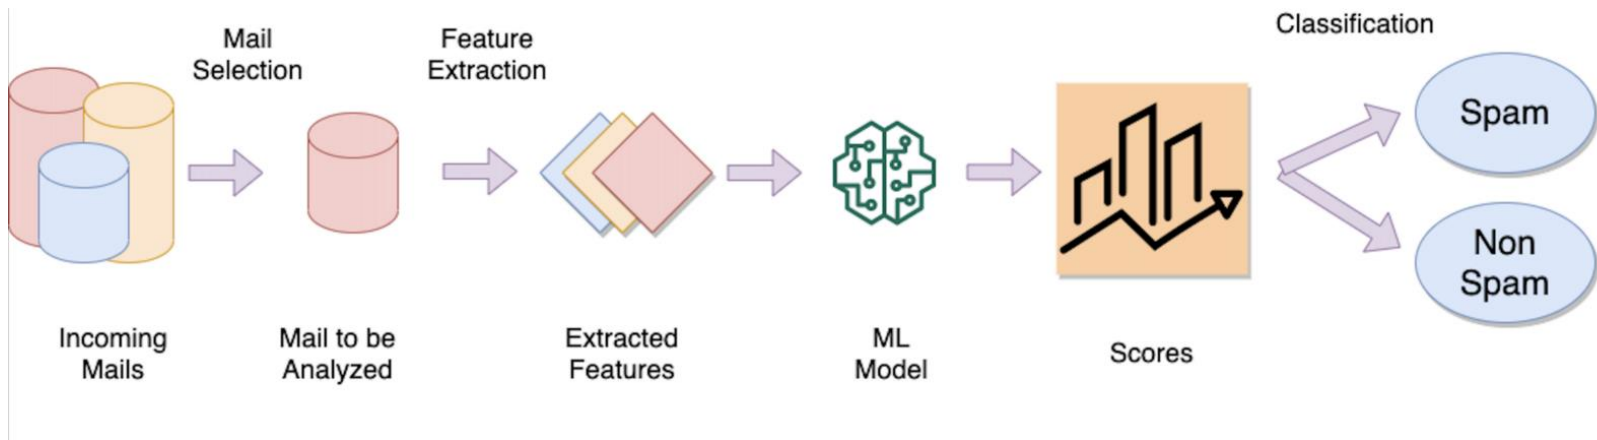 Mail
Selection
Feature
Extraction
Classification
Spam
Non
Spam
Incoming
Mails
Mail to be
Analyzed
Extracted
Features
ML
Model
Scores